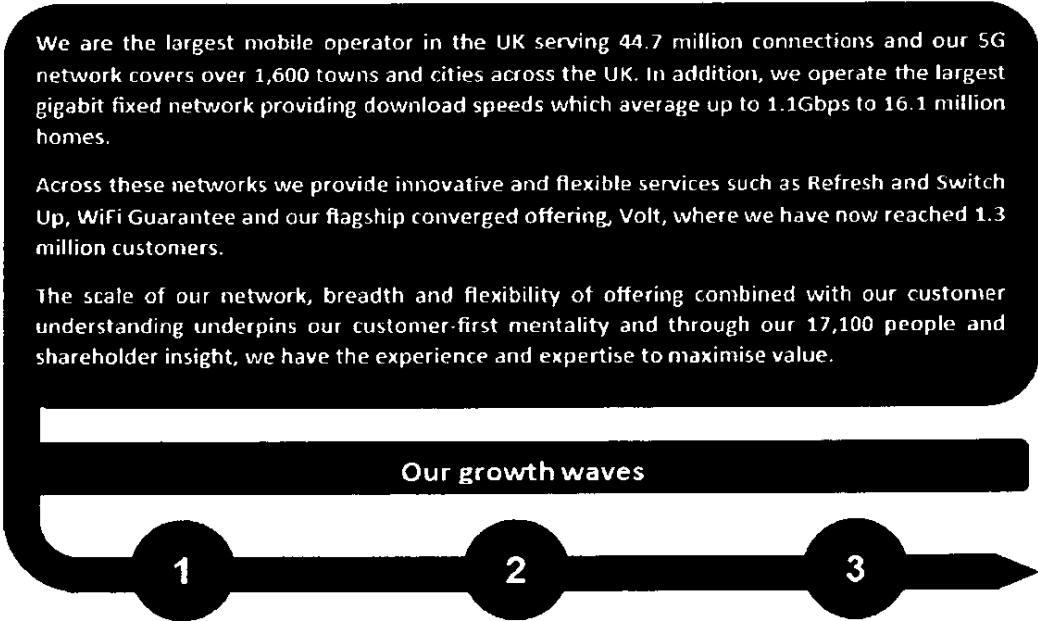 We are the largest mobile operator in the UK serving 44.7 million connections and our 5G
network covers over 1,600 towns and cities across the UK. In addition, we operate the largest
gigabit fixed network providing download speeds which average up to 1.1Gbps to 16.1 million
homes.
Across these networks we provide innovative and flexible services such as Refresh and Switch
Up, WiFi Guarantee and our flagship converged offering, Volt, where we have now reached 1.3
million customers.
The scale of our network, breadth and flexibility of offering combined with our customer
understanding underpins our customer-first mentality and through our 17,100 people and
shareholder insight, we have the experience and expertise to maximise value.
Our growth waves
1 2 3